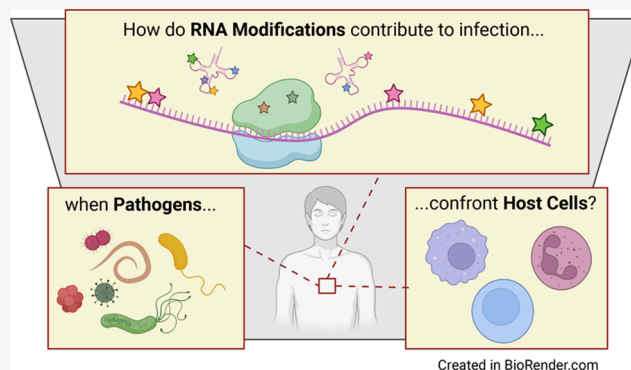 How do RNA Modifications contribute to infection...
when Pathogens...
...confront Host Cells?
Created in BioRender.com